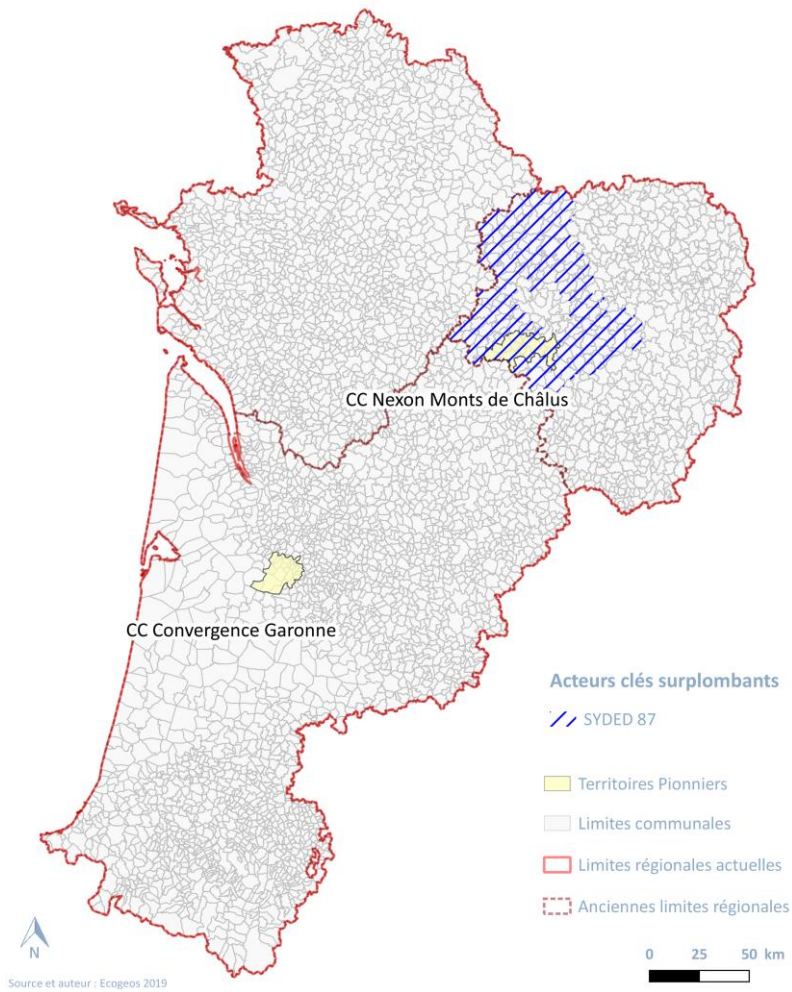 CC Nexon Monts de Châlus
CC Convergence Garonne
Acteurs clés surplombants
SYDED 87
Territoires Pionniers
Limites communales
Limites régionales actuelles
Anciennes limites régionales
N
0 25 50 km
Source et auteur : Ecogeos 2019